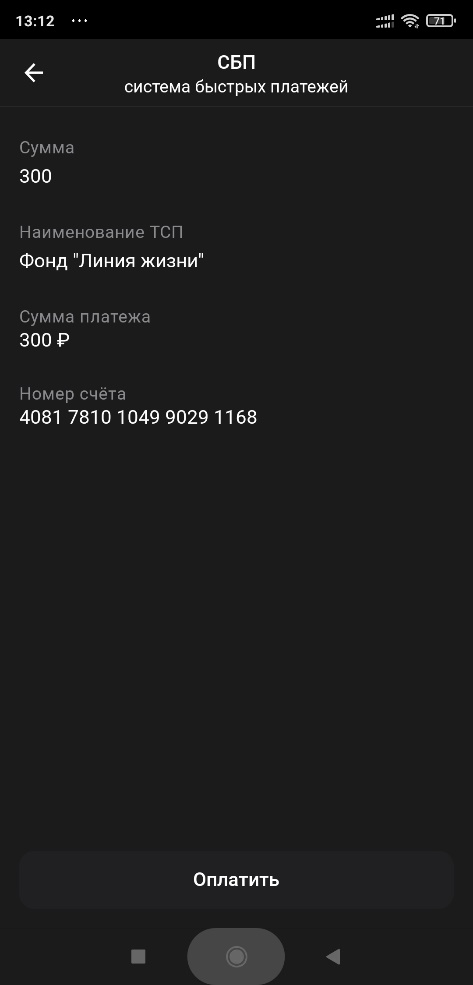 13:12 ...
71
СБП
система быстрых платежей
Сумма
300
Наименование ТСП
Фонд "Линия жизни"
Сумма платежа
300 ₽
Номер счёта
4081 7810 1049 9029 1168
Оплатить